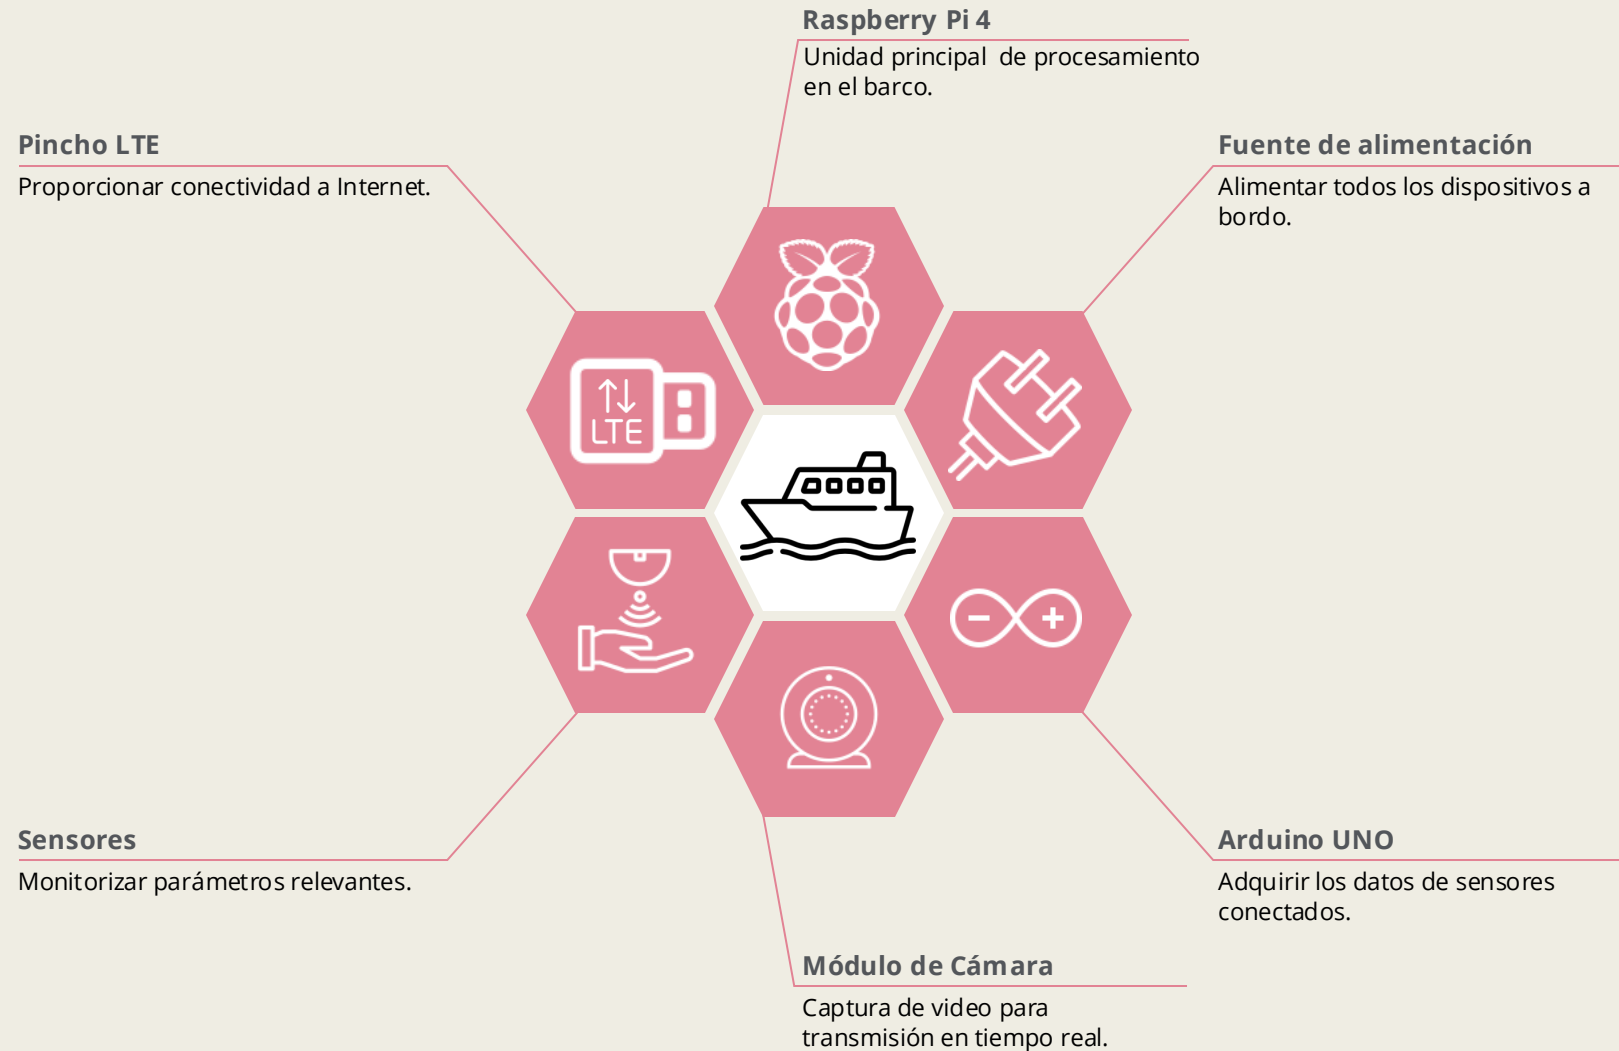 Raspberry Pi 4
Unidad principal de procesamiento
en el barco.
Pincho LTE
Proporcionar conectividad a Internet.
Fuente de alimentación
Alimentar todos los dispositivos a
bordo.
LTE
Sensores
Monitorizar parámetros relevantes.
Arduino UNO
Adquirir los datos de sensores
conectados.
Módulo de Cámara
Captura de video para
transmisión en tiempo real.